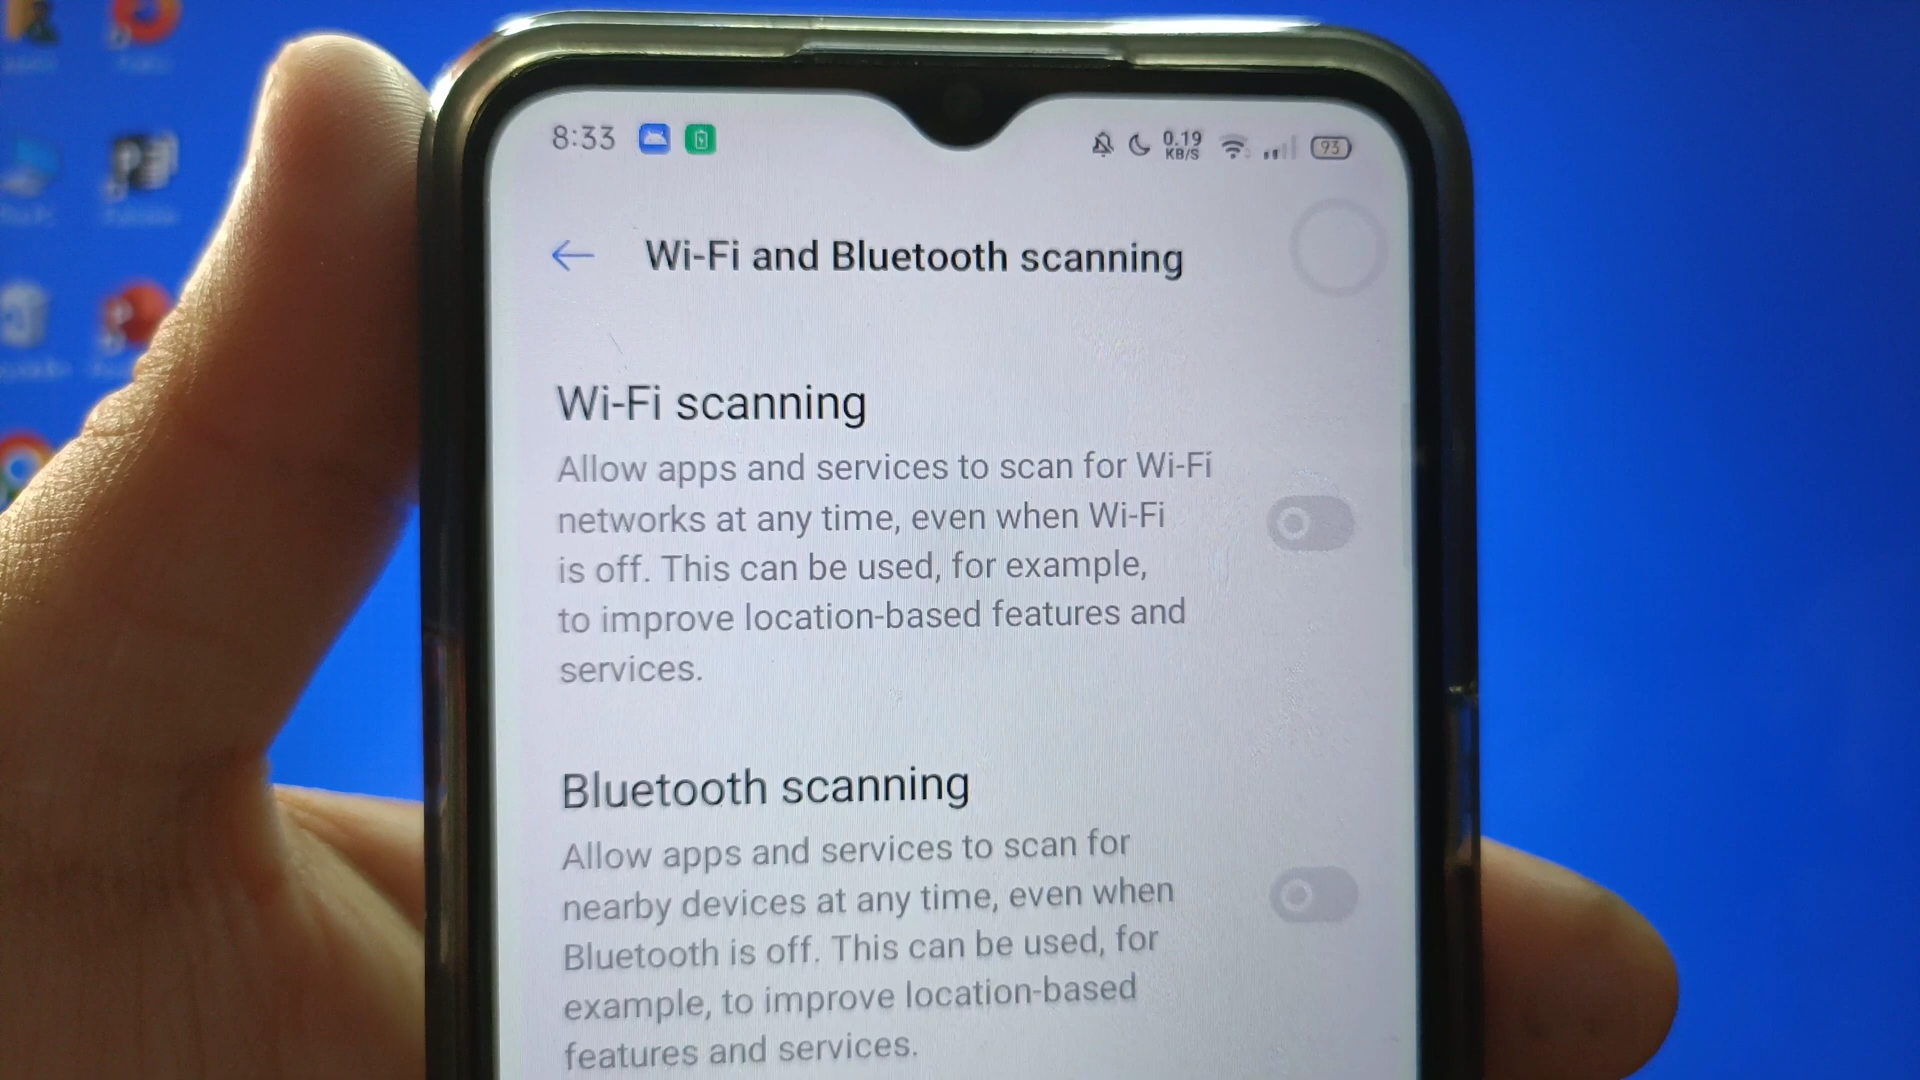 8:33
0.19
KB/S
93
Wi-Fi and Bluetooth scanning
Wi-Fi scanning
Allow apps and services to scan for Wi-Fi
networks at any time, even when Wi-Fi
is off. This can be used, for example,
to improve location-based features and
services.
Bluetooth scanning
Allow apps and services to scan for
nearby devices at any time, even when
Bluetooth is off. This can be used, for
example, to improve location-based
features and services.